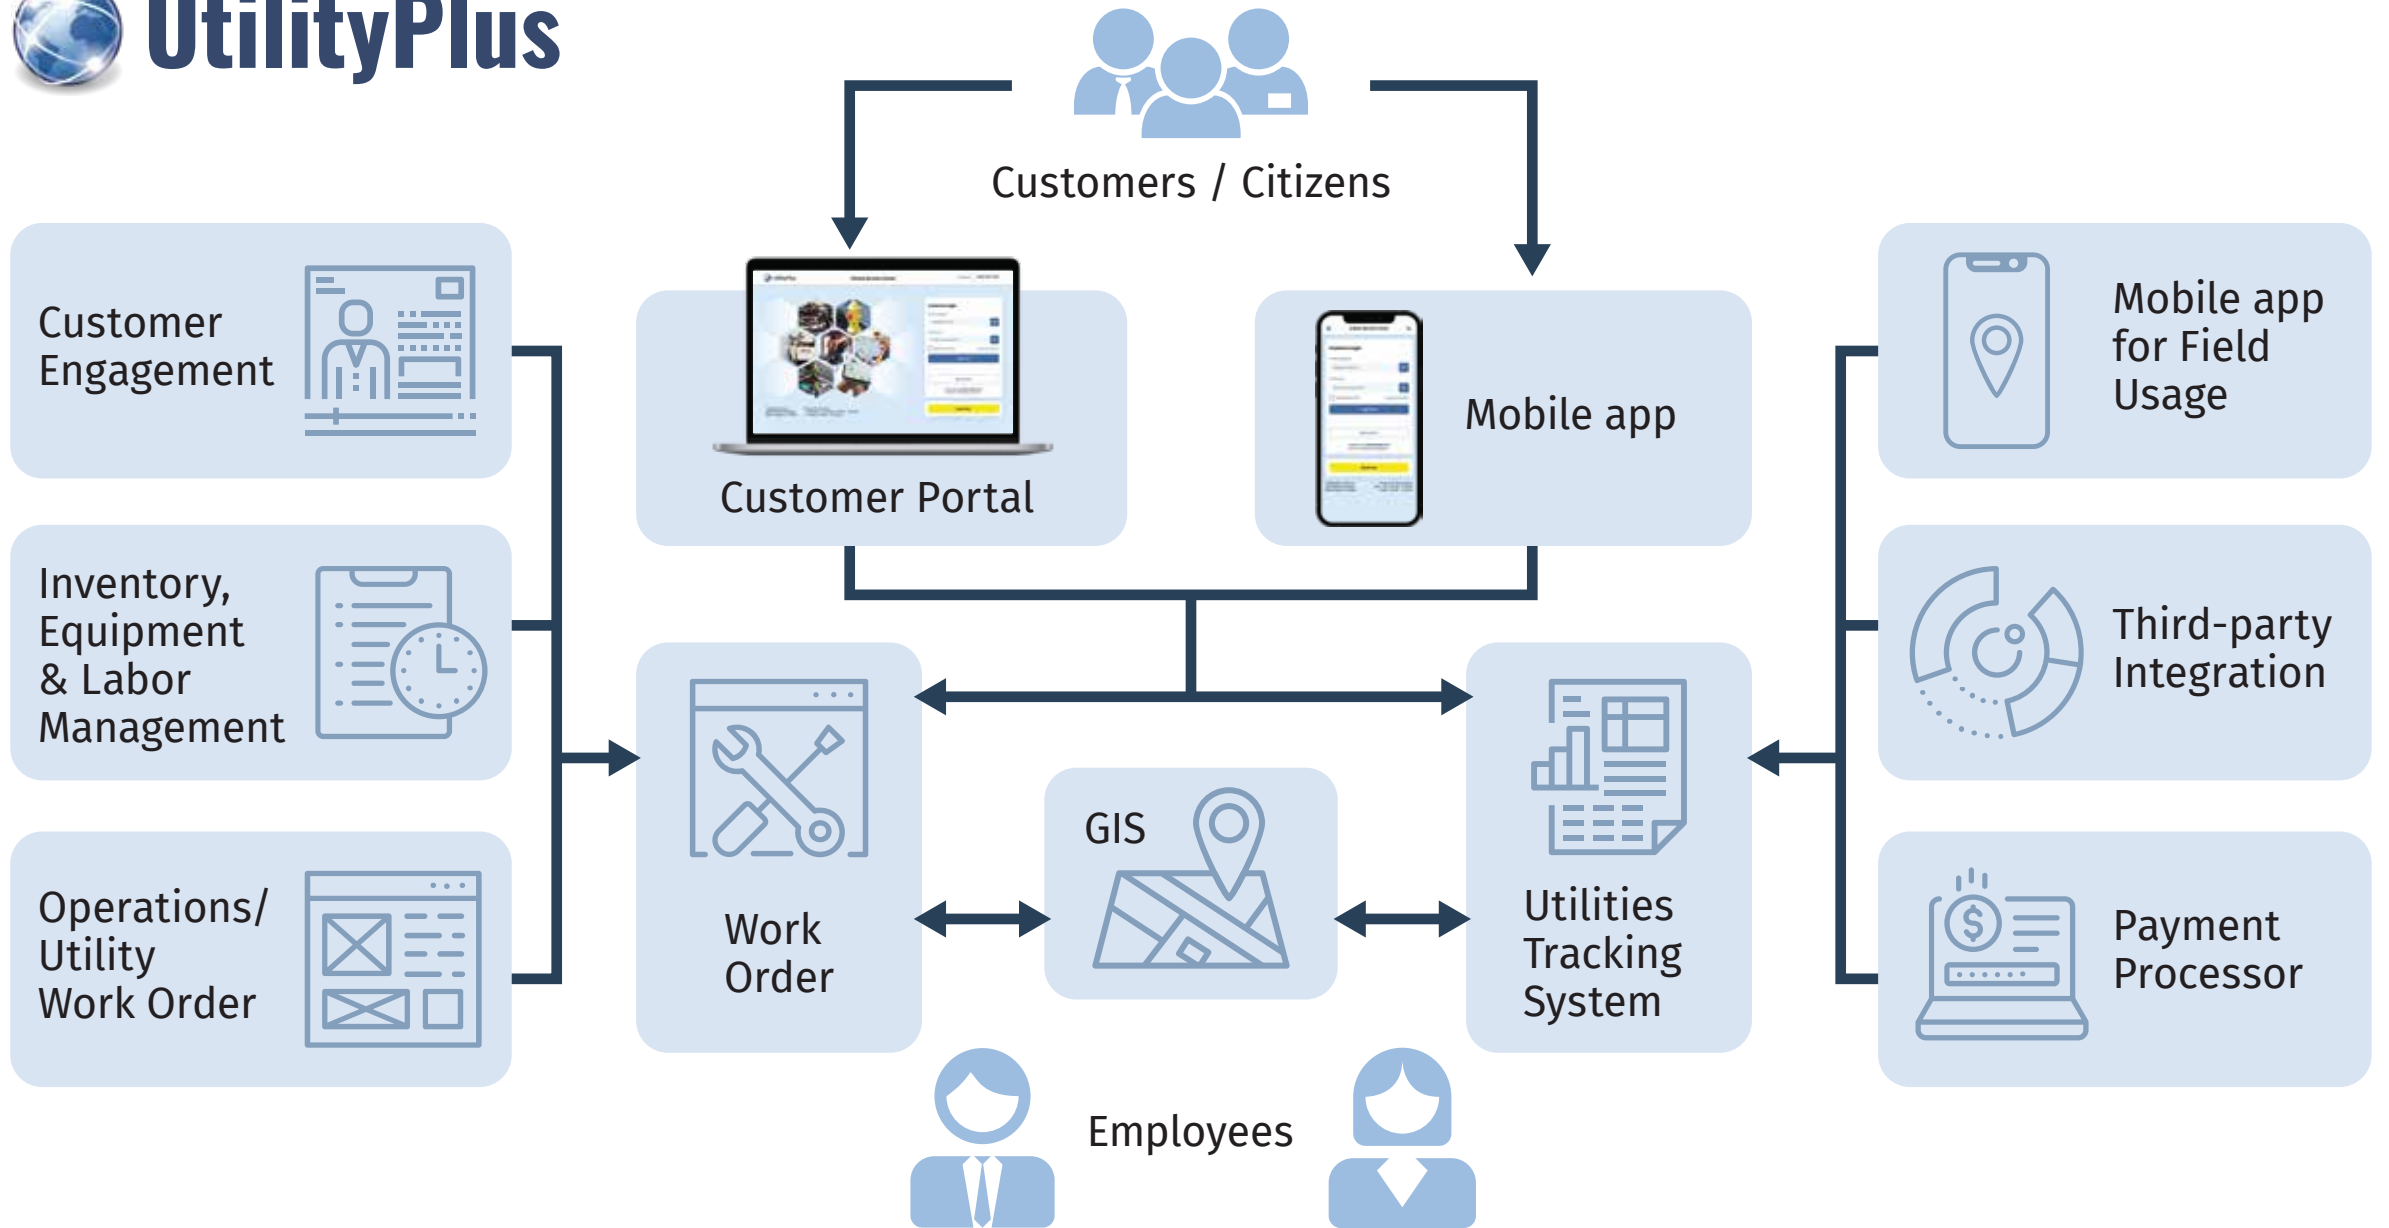 UtilityPlus
Customers / Citizens
Customer
Engagement
Inventory,
Equipment
& Labor
Management
Operations/
Utility
Work Order
Customer Portal
Mobile app
Work
Order
GIS
Utilities
Tracking
System
Mobile app
for Field
Usage
Third-party
Integration
Payment
Processor
Employees